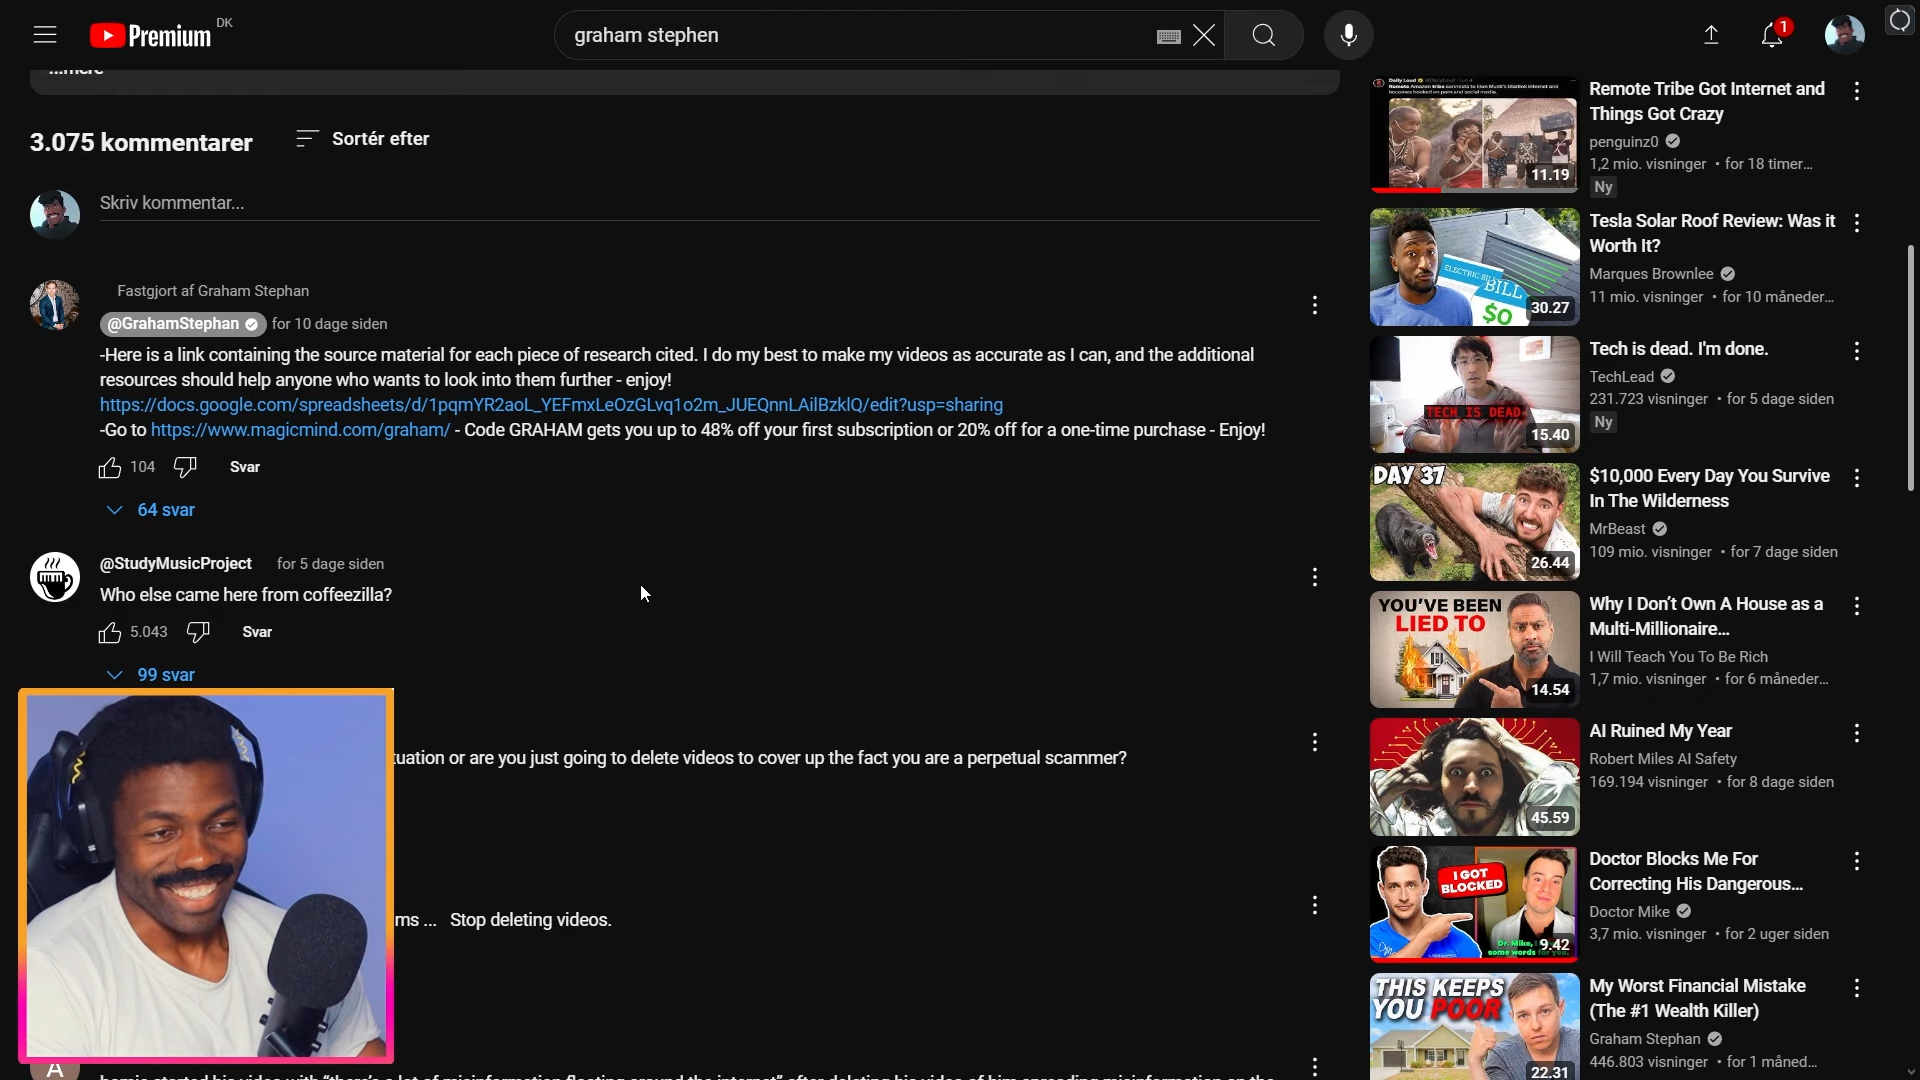 Premium
DK
graham stephen
1
...mere
3.075 kommentarer
Sortér efter
Skriv kommentar...
Fastgjort af Graham Stephan
@GrahamStephan
for 10 dage siden
-Here is a link containing the source material for each piece of research cited. I do my best to make my videos as accurate as I can, and the additional
resources should help anyone who wants to look into them further - enjoy!
https://docs.google.com/spreadsheets/d/1pqmYR2aoL_YEFmxLeOzGLvq1o2m_JUEQnnLAilBzklQ/edit?usp=sharing
-Go to https://www.magicmind.com/graham/ - Code GRAHAM gets you up to 48% off your first subscription or 20% off for a one-time purchase - Enjoy!
104
Svar
64 svar
@StudyMusicProject
for 5 dage siden
Who else came here from coffeezilla?
5.043
Svar
99 svar
tuation or are you just going to delete videos to cover up the fact you are a perpetual scammer?
ms ... Stop deleting videos.
A
Remote Tribe Got Internet and
Things Got Crazy
penguinz0
1,2 mio. visninger • for 18 timer...
Ny
11.19
Tesla Solar Roof Review: Was it
Worth It?
Marques Brownlee
11 mio. visninger • for 10 måneder...
ELECTRIC BILL
BILL
$0
30.27
Tech is dead. I'm done.
TechLead
231.723 visninger • for 5 dage siden
Ny
TECH IS DEAD
15.40
$10,000 Every Day You Survive
In The Wilderness
MrBeast
109 mio. visninger • for 7 dage siden
DAY 37
26.44
Why I Don't Own A House as a
Multi-Millionaire...
I Will Teach You To Be Rich
1,7 mio. visninger • for 6 måneder...
YOU'VE BEEN
LIED TO
14.54
AI Ruined My Year
Robert Miles AI Safety
169.194 visninger • for 8 dage siden
45.59
Doctor Blocks Me For
Correcting His Dangerous...
Doctor Mike
3,7 mio. visninger • for 2 uger siden
I GOT
BLOCKED
9.42
My Worst Financial Mistake
(The #1 Wealth Killer)
Graham Stephan
446.803 visninger • for 1 måned...
THIS KEEPS
YOU POOR
22.31